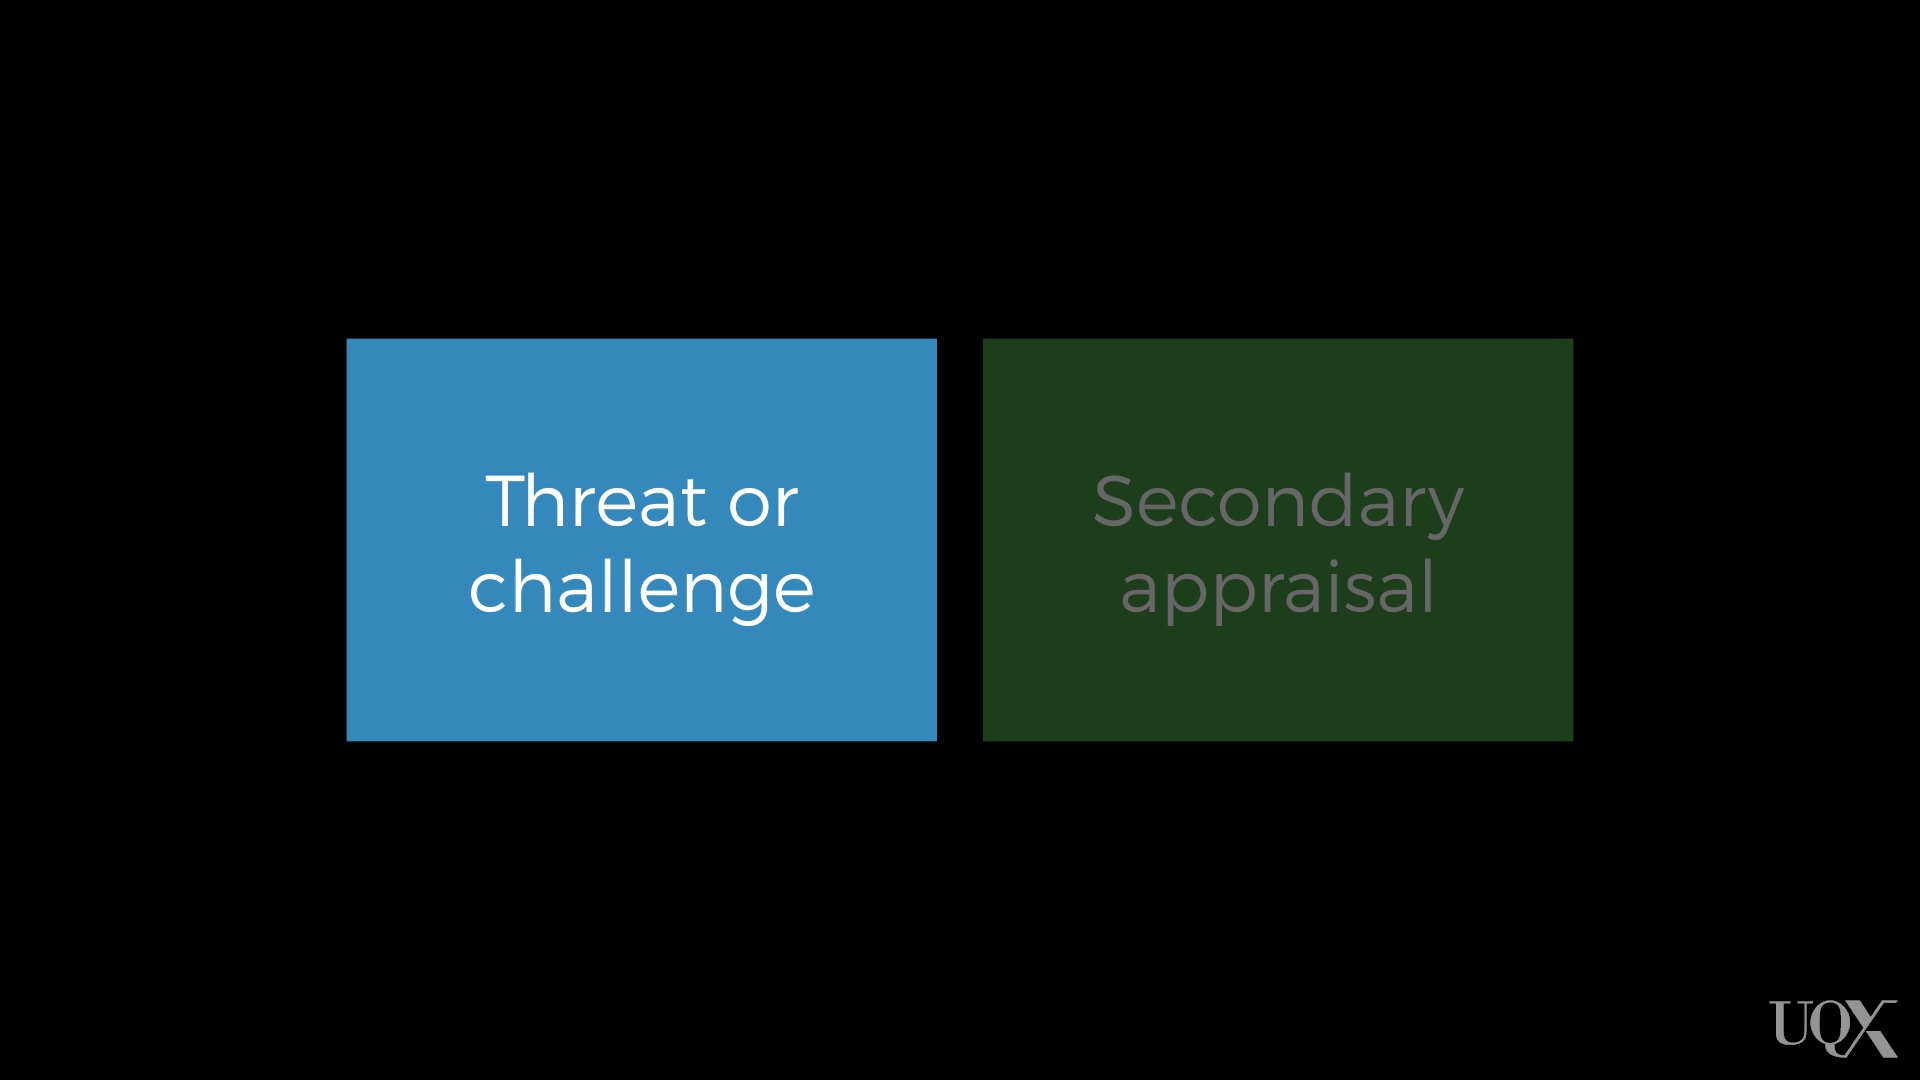 Threat or
challenge
Secondary
appraisal
UQX